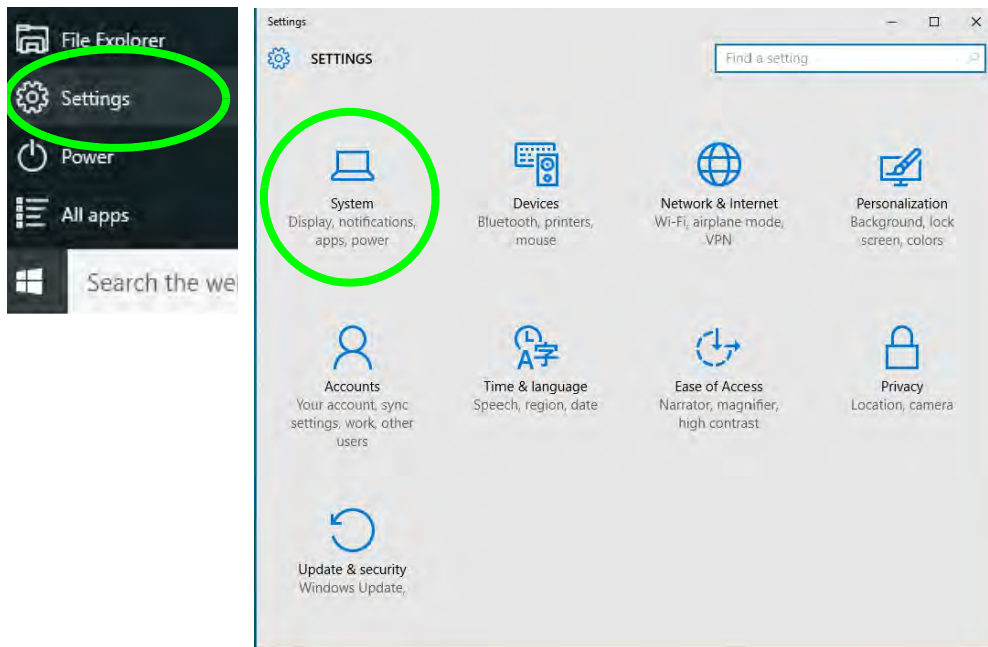 File Explorer
Settings
Power
All apps
Search the we
Settings
SETTINGS
Find a setting
System
Display, notifications,
apps, power
Devices
Bluetooth, printers,
mouse
Network & Internet
Wi-Fi, airplane mode,
VPN
Personalization
Background, lock
screen, colors
Accounts
Your account, sync
settings, work, other
users
Time & language
Speech, region, date
Ease of Access
Narrator, magnifier,
high contrast
Privacy
Location, camera
Update & security
Windows Update,